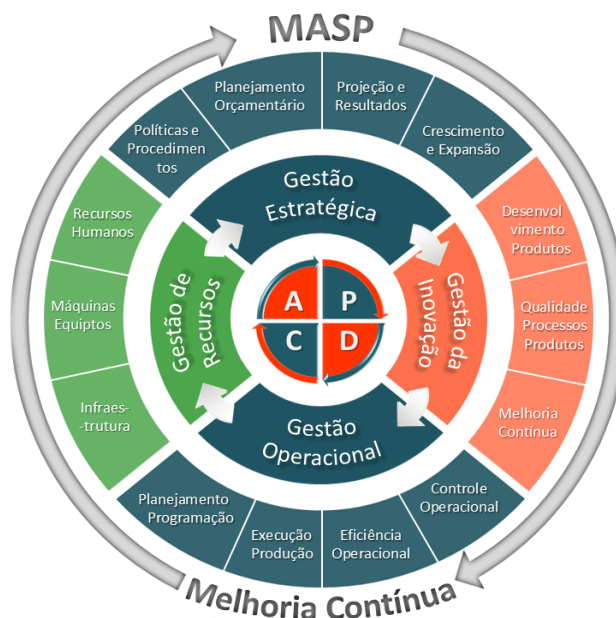 MASP
Planejamento
Orçamentário
Projeção e
Resultados
Políticas e
Procedimen
tos
Crescimento
e Expansão
Gestão
Estratégica
Recursos
Humanos
Desenvol
vimento
Produtos
Gestão de
Recursos
A
P
C
D
Gestão da
Inovação
Máquinas
Equiptos
Qualidade
Processos
Produtos
Infraes-
-trutura
Melhoria
Contínua
Gestão
Operacional
Planejamento
Programação
Execução
Produção
Eficiência
Operacional
Controle
Operacional
Melhoria Contínua